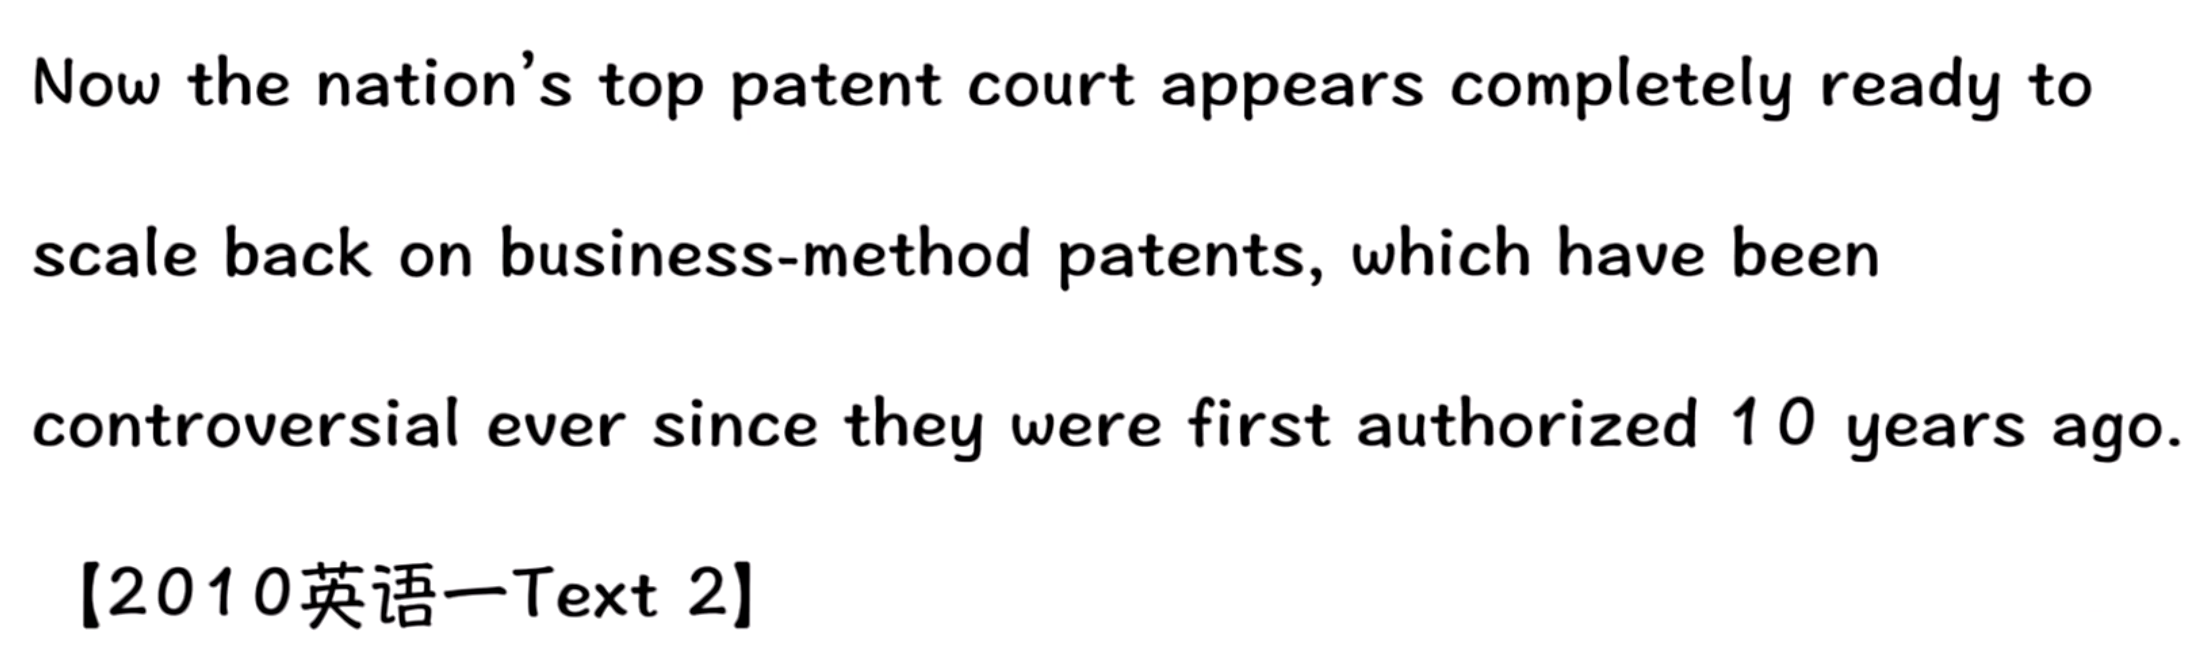 Now the nation’s top patent court appears completely ready to
scale back on business-method patents, which have been
controversial ever since they were first authorized 10 years ago.
【2010英语一Text 2】